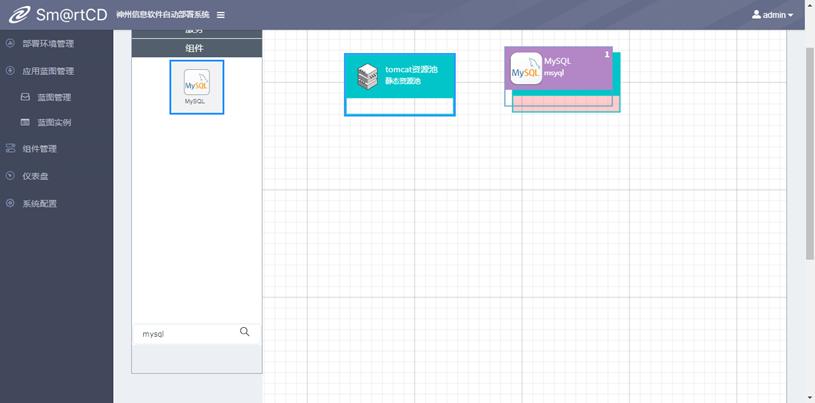 Sm@rtCD 神州信息软件自动部署系统 admin
部署环境管理
应用蓝图管理
蓝图管理
蓝图实例
组件管理
仪表盘
系统配置
服务
组件
MySQL
MySQL
mysql
tomcat资源池
静态资源池
MySQL
MySQL
msyql
1